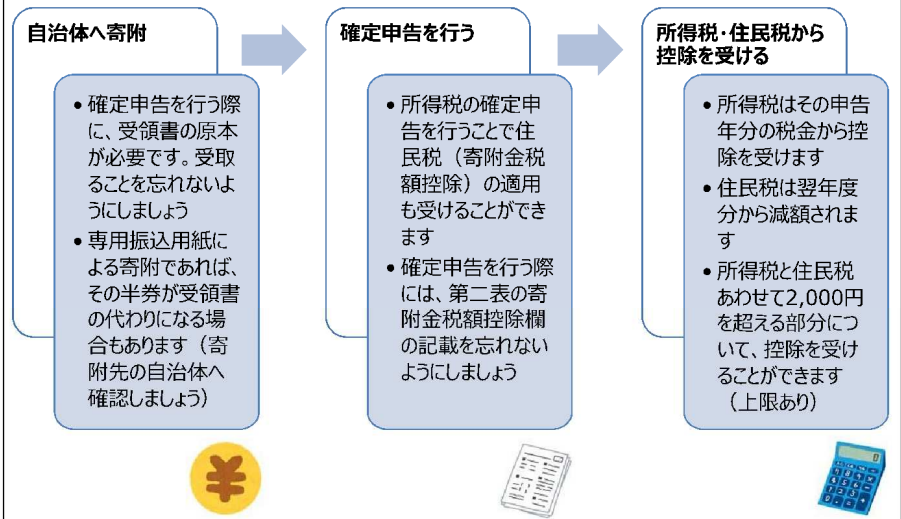 自治体へ寄附
• 確定申告を行う際
に、受領書の原本
が必要です。受取
ることを忘れないよ
うにしましょう
• 専用振込用紙に
よる寄附であれば、
その半券が受領書
の代わりになる場
合もあります（寄
附先の自治体へ
確認しましょう）
確定申告を行う
• 所得税の確定申
告を行うことで住
民税（寄附金税
額控除）の適用
も受けることができ
ます
• 確定申告を行う際
には、第二表の寄
附金税額控除欄
の記載を忘れない
ようにしましょう
所得税・住民税から
控除を受ける
• 所得税はその申告
年分の税金から控
除を受けます
• 住民税は翌年度
分から減額されま
す
• 所得税と住民税
あわせて2,000円
を超える部分につ
いて、控除を受け
ることができます
（上限あり）
¥